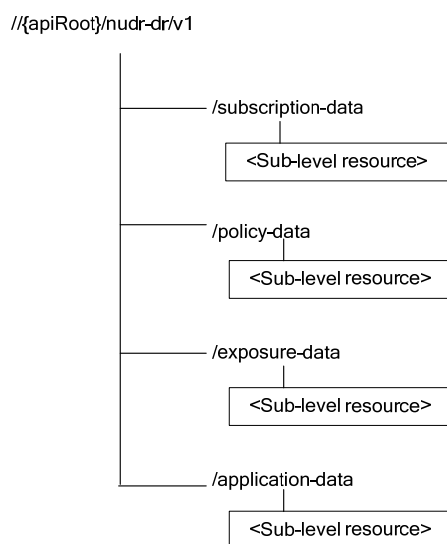 //{apiRoot}/nudr-dr/v1
/subscription-data
<Sub-level resource>
/policy-data
<Sub-level resource>
/exposure-data
<Sub-level resource>
/application-data
<Sub-level resource>